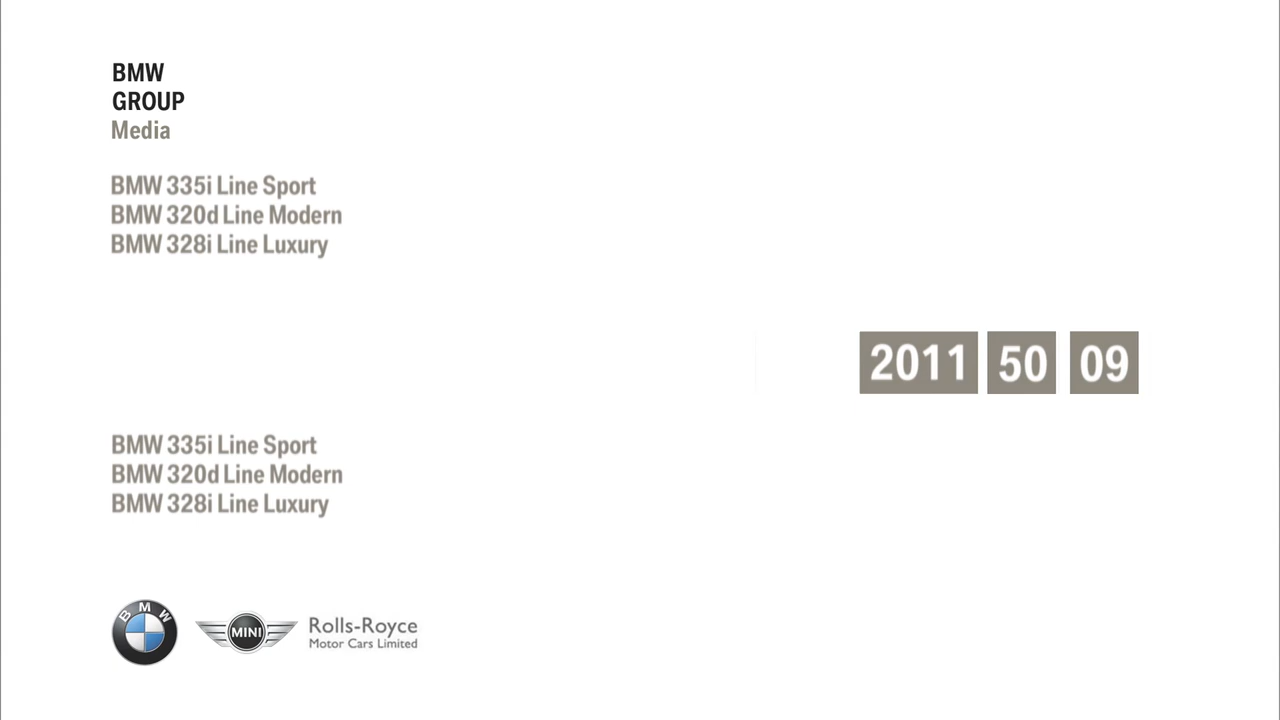 BMW
GROUP
Media
BMW 335i Line Sport
BMW 320d Line Modern
BMW 328i Line Luxury
2011 50 09
BMW 335i Line Sport
BMW 320d Line Modern
BMW 328i Line Luxury
BMW MINI Rolls-Royce
Motor Cars Limited